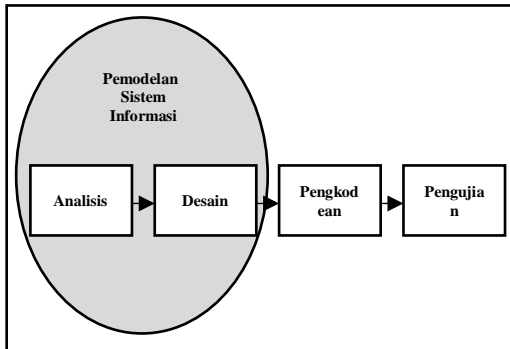 Pemodelan
Sistem
Informasi
Analisis
Desain
Pengkod
ean
Pengujia
n